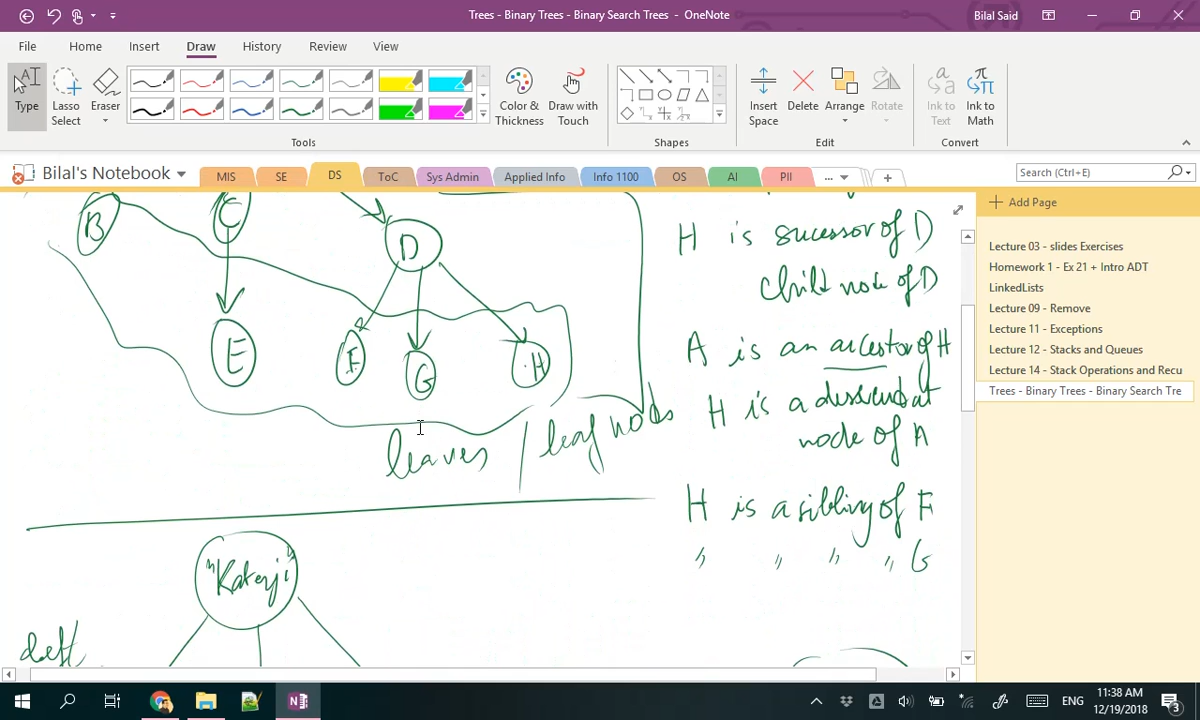 Trees - Binary Trees - Binary Search Trees - OneNote
Bilal Said
File Home Insert Draw History Review View
Type
Lasso Select
Eraser
Color & Thickness
Draw with Touch
Insert Space
Delete
Arrange
Rotate
Ink to Text
Ink to Math
Tools
Shapes
Edit
Convert
Bilal's Notebook
MIS SE DS ToC Sys Admin Applied Info Info 1100 OS AI PII ...
Search (Ctrl+E)
Add Page
Lecture 03 - slides Exercises
Homework 1 - Ex 21 + Intro ADT
LinkedLists
Lecture 09 - Remove
Lecture 11 - Exceptions
Lecture 12 - Stacks and Queues
Lecture 14 - Stack Operations and Recu
Trees - Binary Trees - Binary Search Tre
B C
D
E F G H
leaves / leaf nods
H is sucessor of D
child node of D
A is an ancestor of H
H is a descendat
node of A
H is a sibling of F
" " " " G
"Katerji"
ENG
11:38 AM
12/19/2018
3